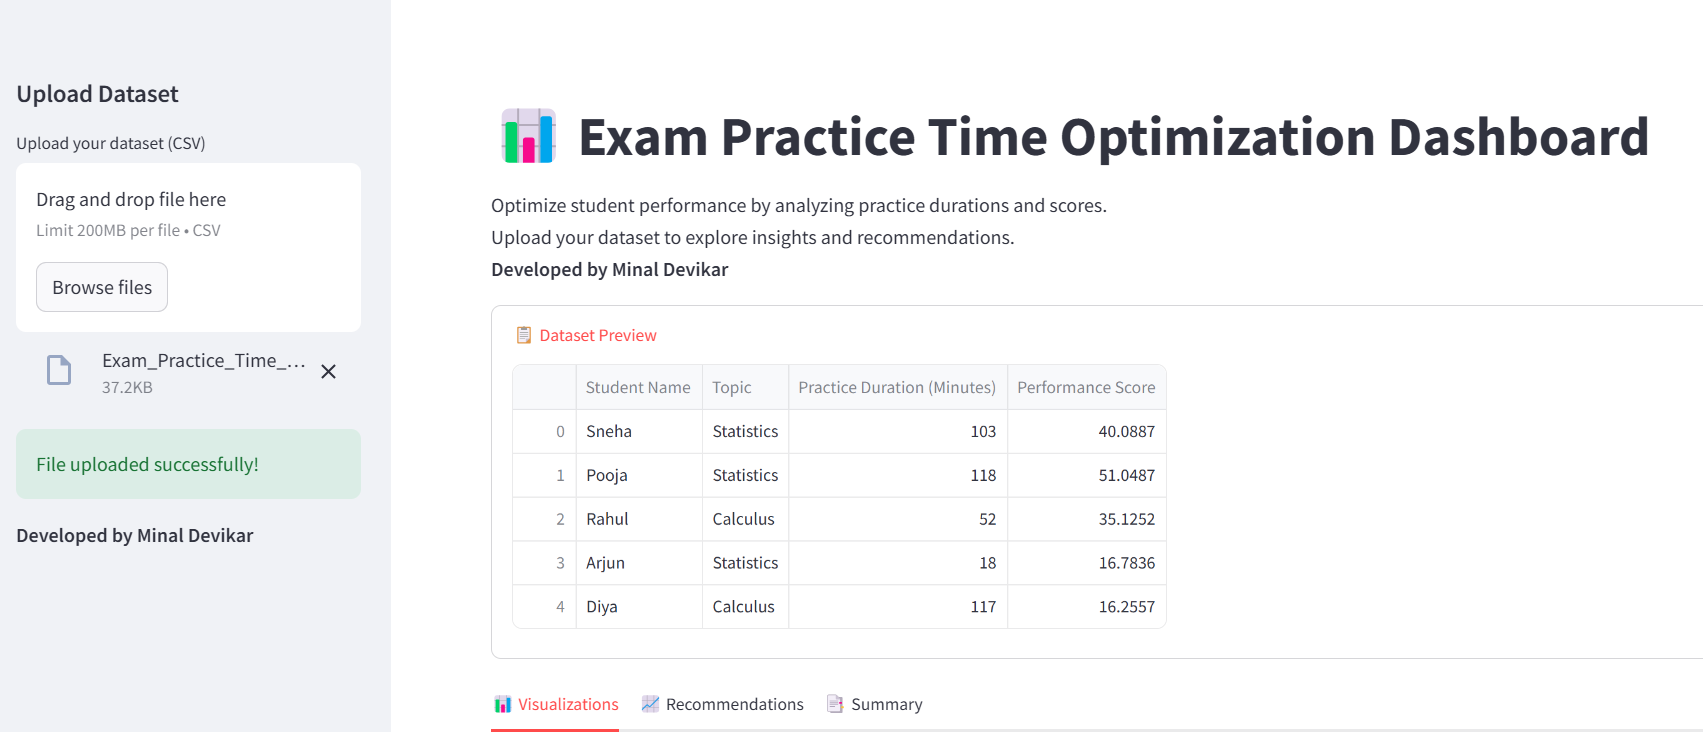 Upload Dataset
Upload your dataset (CSV)
Drag and drop file here
Limit 200MB per file • CSV
Browse files
Exam_Practice_Time_...
37.2KB
File uploaded successfully!
Developed by Minal Devikar
Exam Practice Time Optimization Dashboard
Optimize student performance by analyzing practice durations and scores.
Upload your dataset to explore insights and recommendations.
Developed by Minal Devikar
Dataset Preview
Student Name Topic Practice Duration (Minutes) Performance Score
0 Sneha Statistics 103 40.0887
1 Pooja Statistics 118 51.0487
2 Rahul Calculus 52 35.1252
3 Arjun Statistics 18 16.7836
4 Diya Calculus 117 16.2557
Visualizations Recommendations Summary